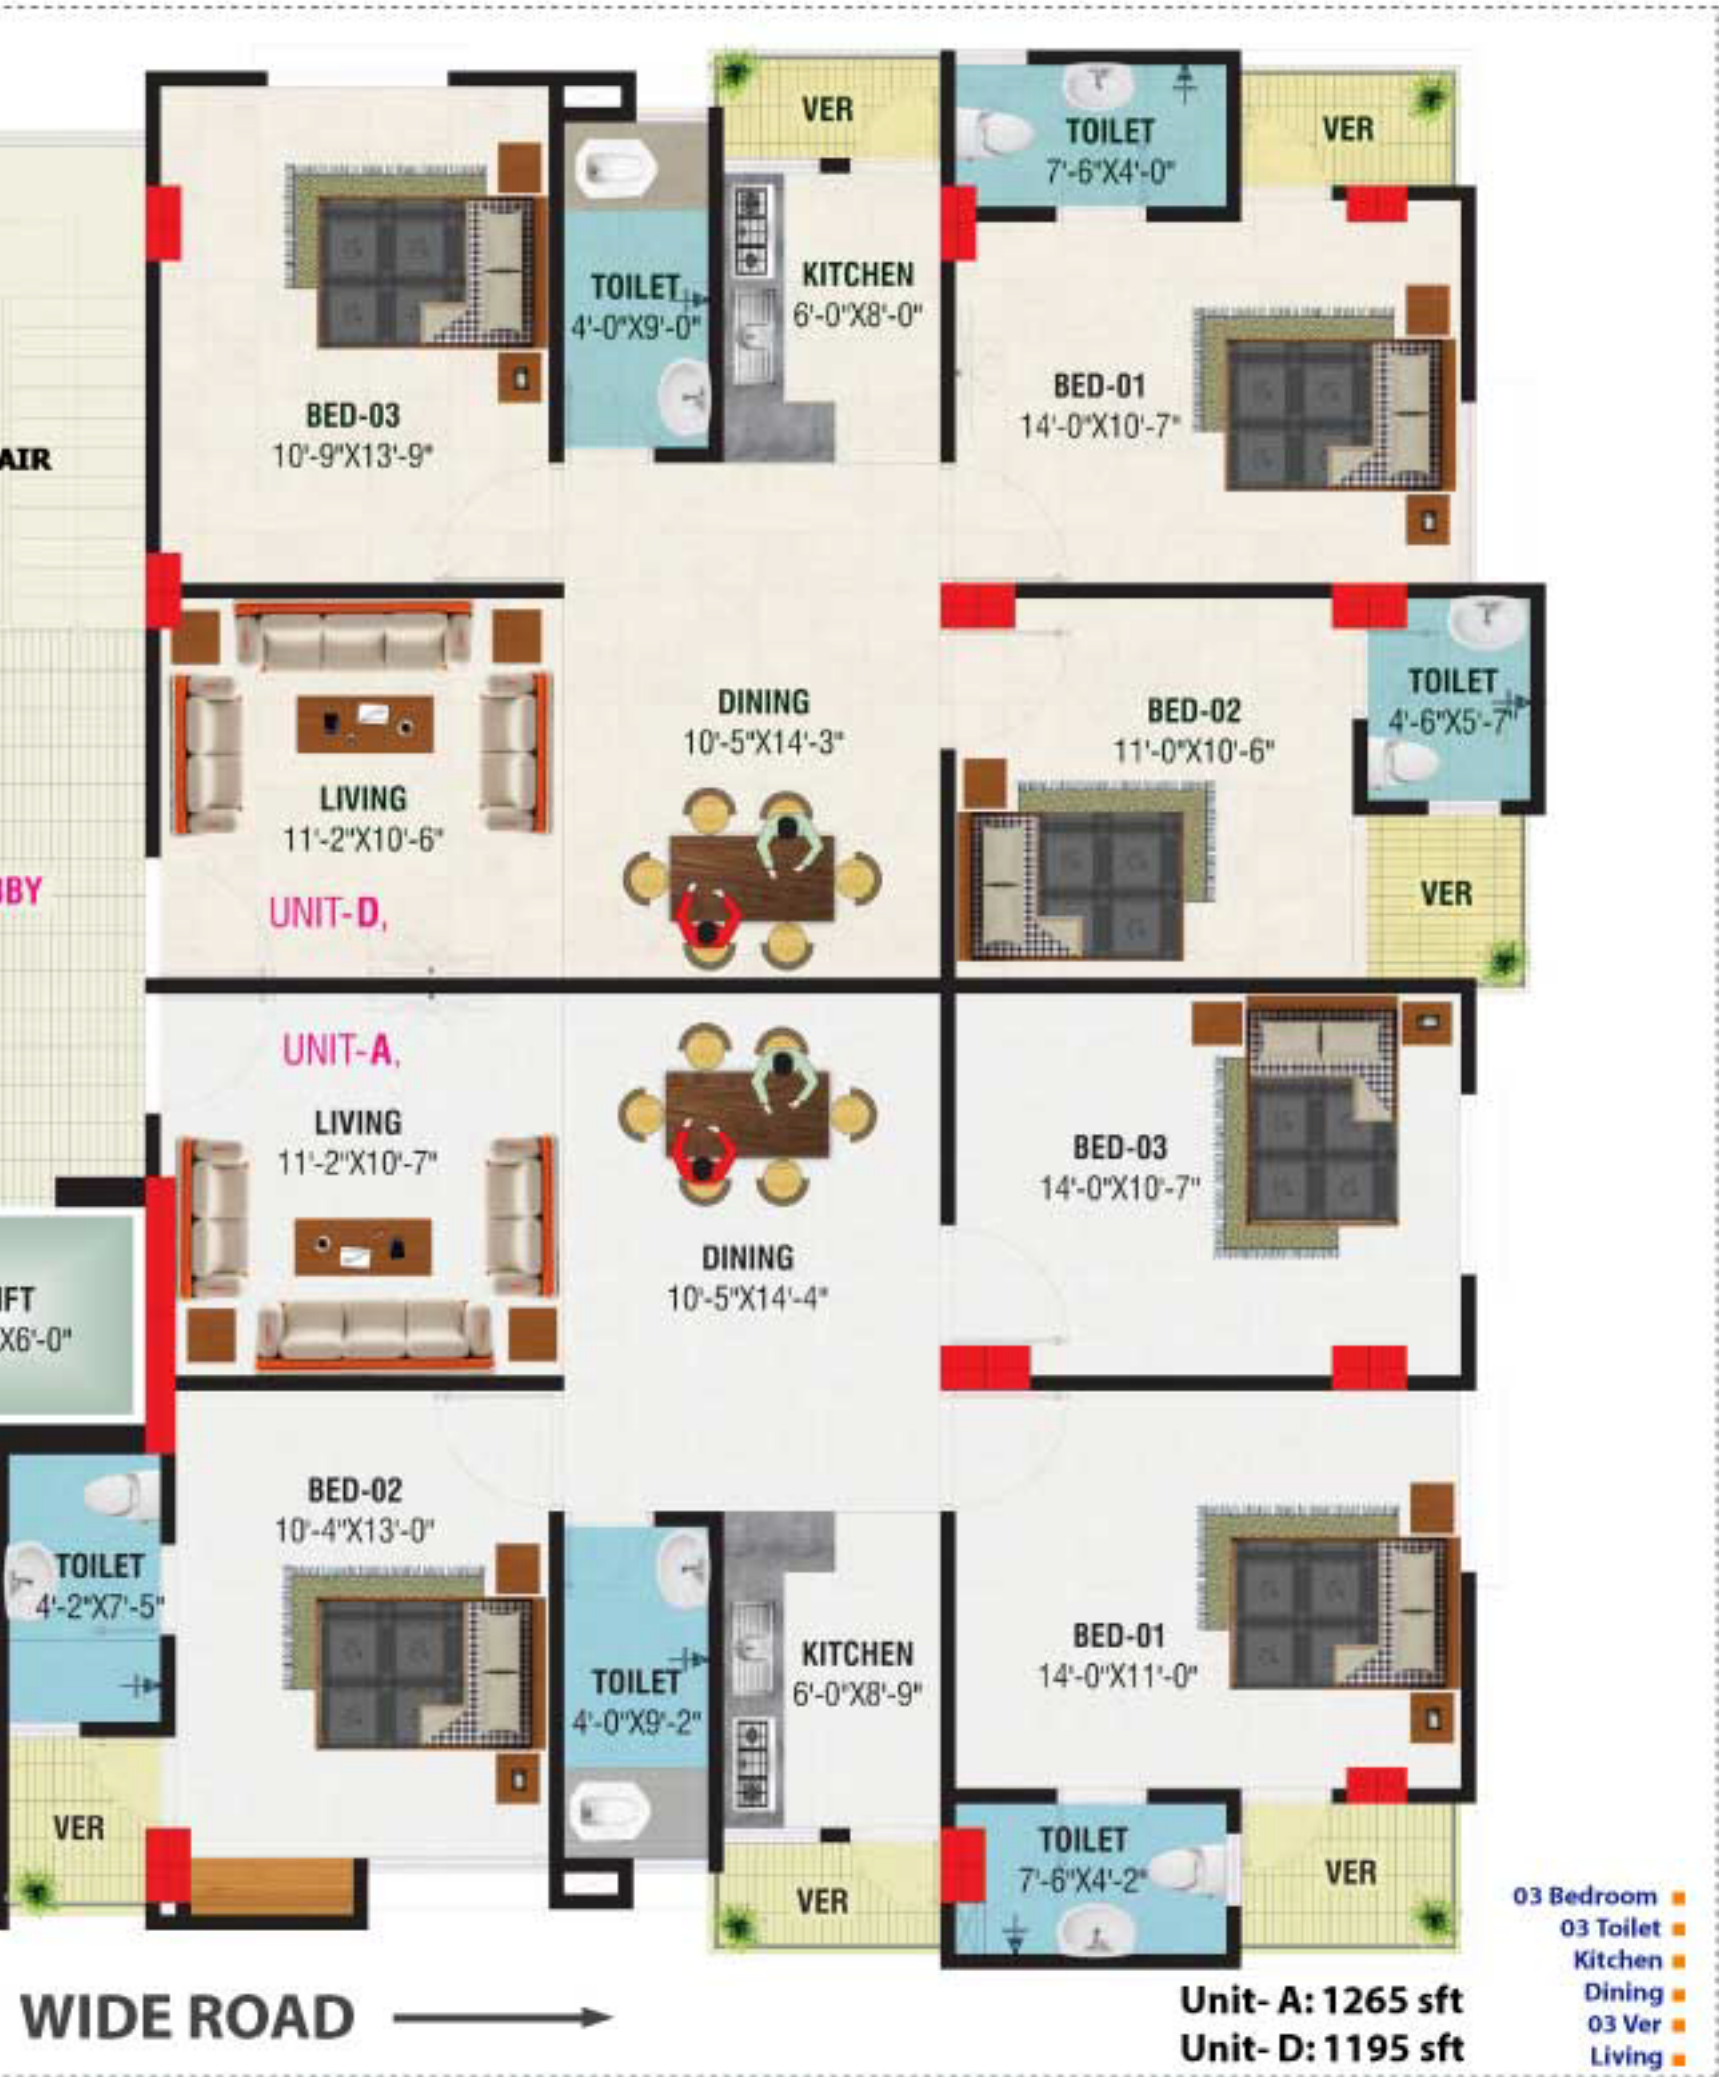 VER
TOILET
7'-6"X4'-0"
VER
TOILET
4'-0"X9'-0"
KITCHEN
6'-0"X8'-0"
BED-03
10'-9"X13'-9"
BED-01
14'-0"X10'-7"
AIR
DINING
10'-5"X14'-3"
BED-02
11'-0"X10'-6"
TOILET
4'-6"X5'-7"
LIVING
11'-2"X10'-6"
UNIT-D,
BBY
VER
UNIT-A,
LIVING
11'-2"X10'-7"
BED-03
14'-0"X10'-7"
DINING
10'-5"X14'-4"
IFT
X6'-0"
BED-02
10'-4"X13'-0"
TOILET
4'-2"X7'-5"
TOILET
4'-0"X9'-2"
KITCHEN
6'-0"X8'-9"
BED-01
14'-0"X11'-0"
VER
VER
TOILET
7'-6"X4'-2"
VER
WIDE ROAD
Unit- A: 1265 sft
Unit- D: 1195 sft
03 Bedroom
03 Toilet
Kitchen
Dining
03 Ver
Living